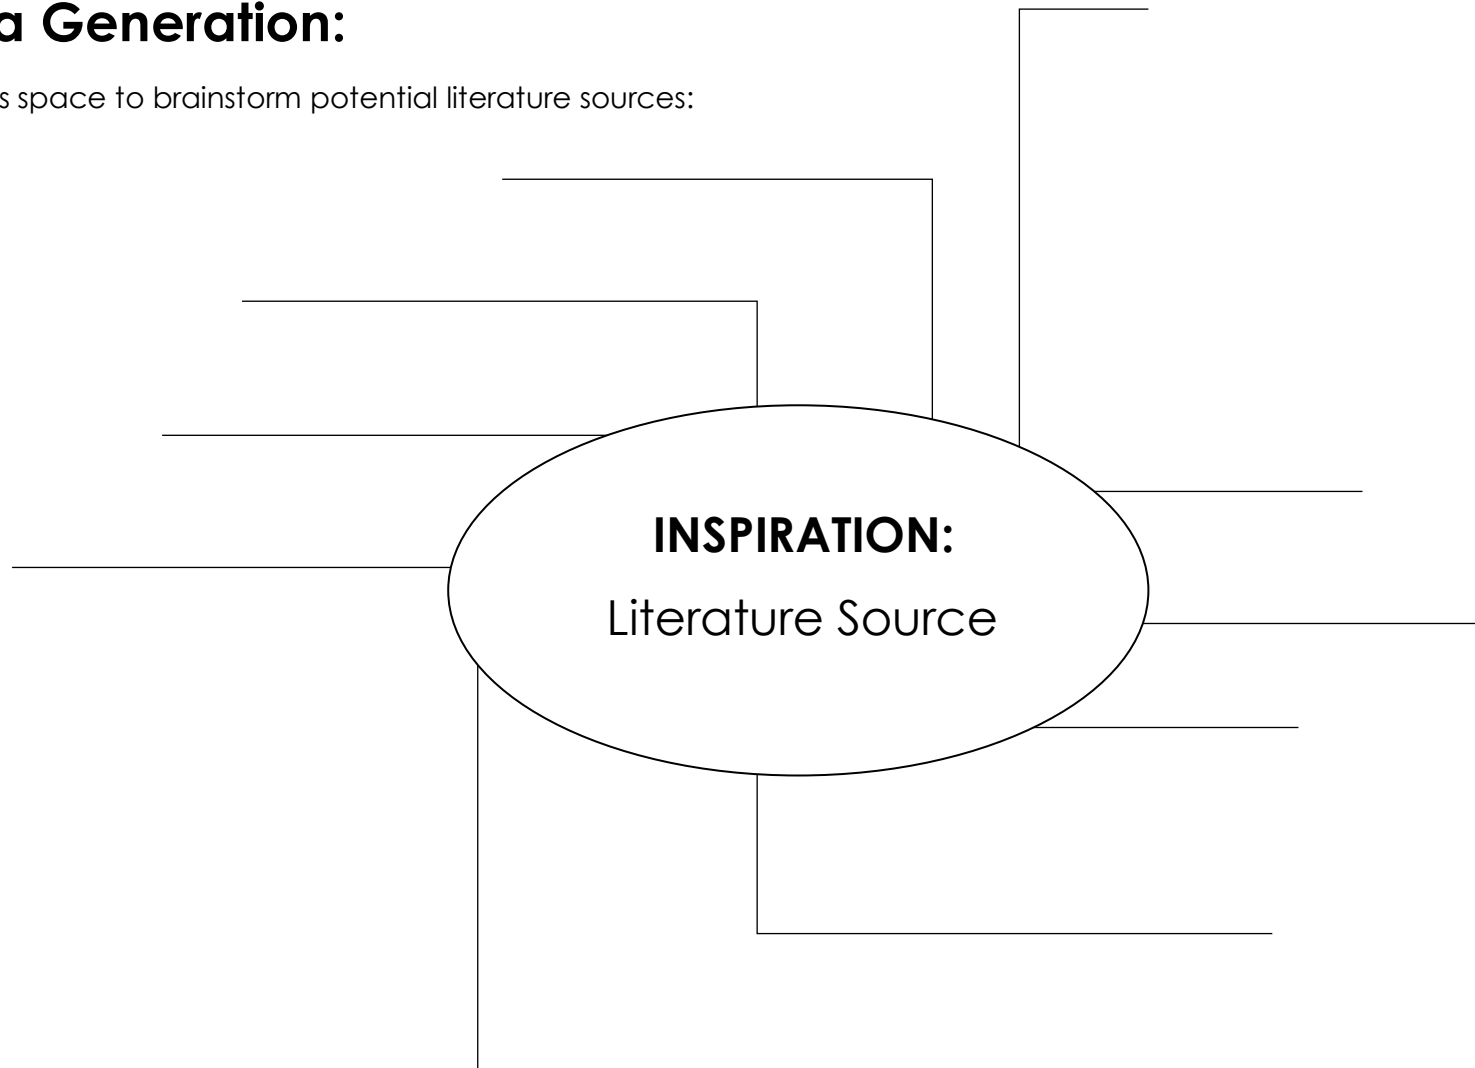 a Generation:
s space to brainstorm potential literature sources:
INSPIRATION:
Literature Source